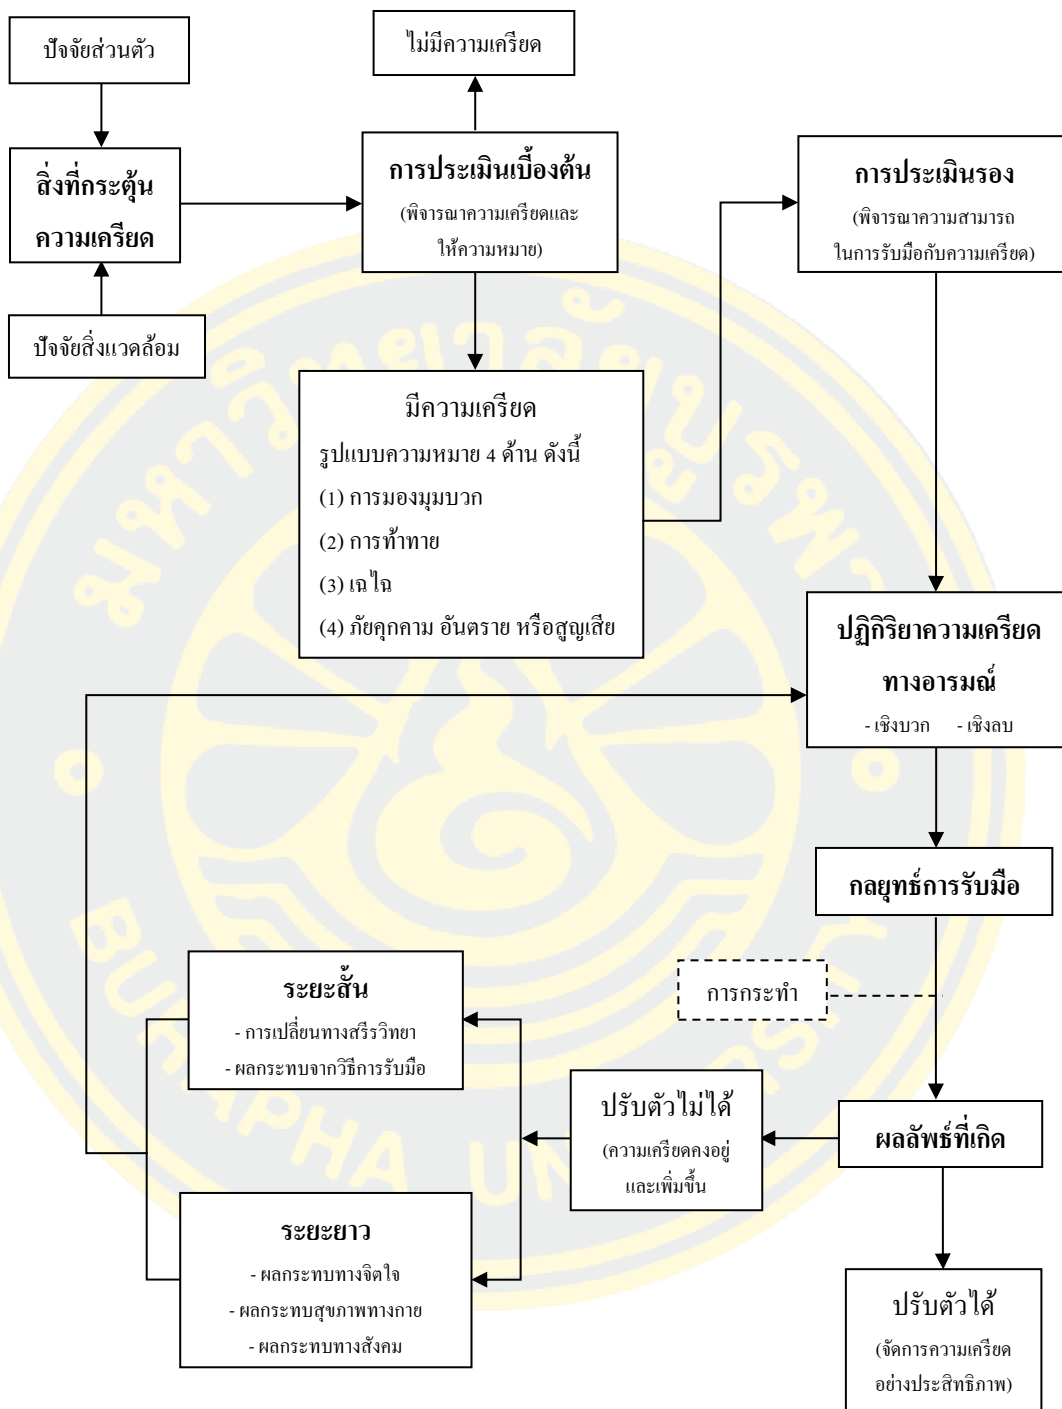 ปัจจัยส่วนตัว
ไม่มีความเครียด
สิ่งที่กระตุ้น
ความเครียด
การประเมินเบื้องต้น
(พิจารณาความเครียดและ
ให้ความหมาย)
การประเมินรอง
(พิจารณาความสามารถ
ในการรับมือกับความเครียด)
ปัจจัยสิ่งแวดล้อม
มีความเครียด
รูปแบบความหมาย 4 ด้าน ดังนี้
(1) การมองมุมบวก
(2) การท้าทาย
(3) เฉไฉ
(4) ภัยคุกคาม อันตราย หรือสูญเสีย
ปฏิกิริยาความเครียด
ทางอารมณ์
- เชิงบวก - เชิงลบ
กลยุทธ์การรับมือ
การกระทำ
ระยะสั้น
- การเปลี่ยนทางสรีรวิทยา
- ผลกระทบจากวิธีการรับมือ
ปรับตัวไม่ได้
(ความเครียดคงอยู่
และเพิ่มขึ้น
ผลลัพธ์ที่เกิด
ระยะยาว
- ผลกระทบทางจิตใจ
- ผลกระทบสุขภาพทางกาย
- ผลกระทบทางสังคม
ปรับตัวได้
(จัดการความเครียด
อย่างประสิทธิภาพ)
มหาวิทยาลัยบูรพา
BURAPHA UNIVERSITY